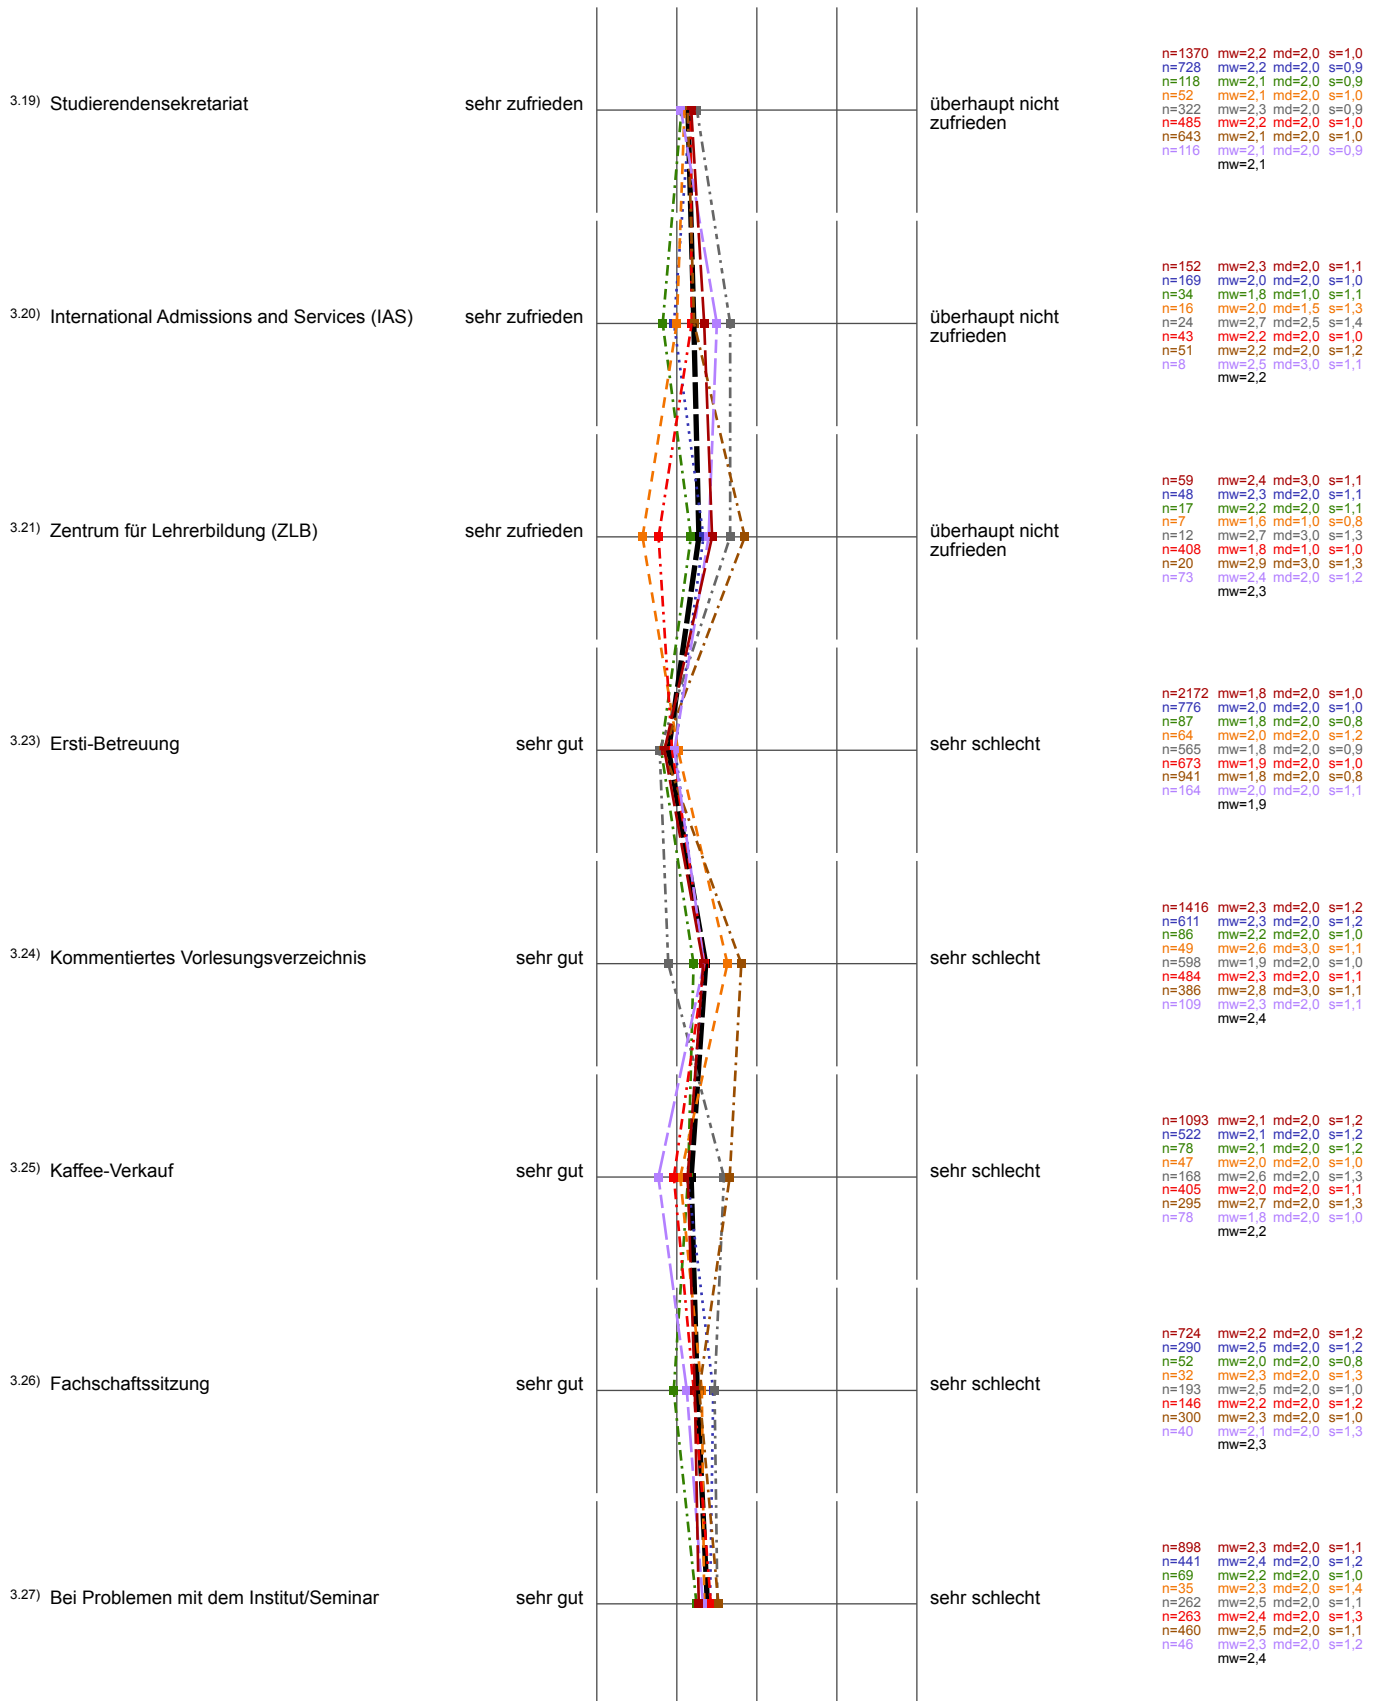 3.19) Studierendensekretariat sehr zufrieden überhaupt nicht
zufrieden
n=1370 mw=2,2 md=2,0 s=1,0
n=728 mw=2,2 md=2,0 s=0,9
n=118 mw=2,1 md=2,0 s=0,9
n=52 mw=2,1 md=2,0 s=1,0
n=322 mw=2,3 md=2,0 s=0,9
n=485 mw=2,2 md=2,0 s=1,0
n=643 mw=2,1 md=2,0 s=1,0
n=116 mw=2,1 md=2,0 s=0,9
mw=2,1
3.20) International Admissions and Services (IAS) sehr zufrieden überhaupt nicht
zufrieden
n=152 mw=2,3 md=2,0 s=1,1
n=169 mw=2,0 md=2,0 s=1,0
n=34 mw=1,8 md=1,0 s=1,1
n=16 mw=2,0 md=1,5 s=1,3
n=24 mw=2,7 md=2,5 s=1,4
n=43 mw=2,2 md=2,0 s=1,0
n=51 mw=2,2 md=2,0 s=1,2
n=8 mw=2,5 md=3,0 s=1,1
mw=2,2
3.21) Zentrum für Lehrerbildung (ZLB) sehr zufrieden überhaupt nicht
zufrieden
n=59 mw=2,4 md=3,0 s=1,1
n=48 mw=2,3 md=2,0 s=1,1
n=17 mw=2,2 md=2,0 s=1,1
n=7 mw=1,6 md=1,0 s=0,8
n=12 mw=2,7 md=3,0 s=1,3
n=408 mw=1,8 md=1,0 s=1,0
n=20 mw=2,9 md=3,0 s=1,3
n=73 mw=2,4 md=2,0 s=1,2
mw=2,3
3.23) Ersti-Betreuung sehr gut sehr schlecht
n=2172 mw=1,8 md=2,0 s=1,0
n=776 mw=2,0 md=2,0 s=1,0
n=87 mw=1,8 md=2,0 s=0,8
n=64 mw=2,0 md=2,0 s=1,2
n=565 mw=1,8 md=2,0 s=0,9
n=673 mw=1,9 md=2,0 s=1,0
n=941 mw=1,8 md=2,0 s=0,8
n=164 mw=2,0 md=2,0 s=1,1
mw=1,9
3.24) Kommentiertes Vorlesungsverzeichnis sehr gut sehr schlecht
n=1416 mw=2,3 md=2,0 s=1,2
n=611 mw=2,3 md=2,0 s=1,2
n=86 mw=2,2 md=2,0 s=1,0
n=49 mw=2,6 md=3,0 s=1,1
n=598 mw=1,9 md=2,0 s=1,0
n=484 mw=2,3 md=2,0 s=1,1
n=386 mw=2,8 md=3,0 s=1,1
n=109 mw=2,3 md=2,0 s=1,1
mw=2,4
3.25) Kaffee-Verkauf sehr gut sehr schlecht
n=1093 mw=2,1 md=2,0 s=1,2
n=522 mw=2,1 md=2,0 s=1,2
n=78 mw=2,1 md=2,0 s=1,2
n=47 mw=2,0 md=2,0 s=1,0
n=168 mw=2,6 md=2,0 s=1,3
n=405 mw=2,0 md=2,0 s=1,1
n=295 mw=2,7 md=2,0 s=1,3
n=78 mw=1,8 md=2,0 s=1,0
mw=2,2
3.26) Fachschaftssitzung sehr gut sehr schlecht
n=724 mw=2,2 md=2,0 s=1,2
n=290 mw=2,5 md=2,0 s=1,2
n=52 mw=2,0 md=2,0 s=0,8
n=32 mw=2,3 md=2,0 s=1,3
n=193 mw=2,5 md=2,0 s=1,0
n=146 mw=2,2 md=2,0 s=1,2
n=300 mw=2,3 md=2,0 s=1,0
n=40 mw=2,1 md=2,0 s=1,3
mw=2,3
3.27) Bei Problemen mit dem Institut/Seminar sehr gut sehr schlecht
n=898 mw=2,3 md=2,0 s=1,1
n=441 mw=2,4 md=2,0 s=1,2
n=69 mw=2,2 md=2,0 s=1,0
n=35 mw=2,3 md=2,0 s=1,4
n=262 mw=2,5 md=2,0 s=1,1
n=263 mw=2,4 md=2,0 s=1,3
n=460 mw=2,5 md=2,0 s=1,1
n=46 mw=2,3 md=2,0 s=1,2
mw=2,4